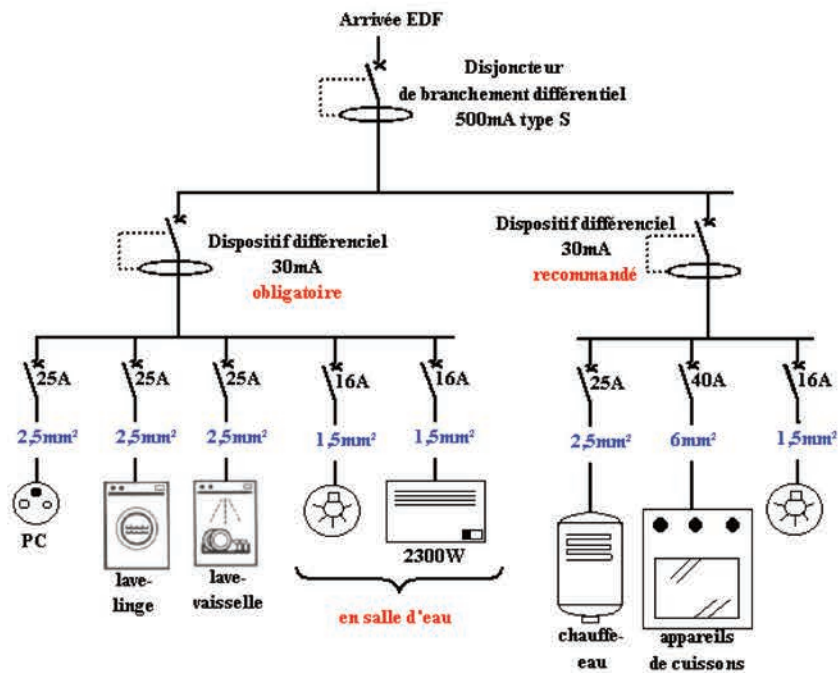 Arrivée EDF
Disjoncteur
de branchement différentiel
500mA type S
Dispositif différenciel
30mA
obligatoire
Dispositif différenciel
30mA
recommandé
25A
25A
25A
16A
16A
25A
40A
16A
2,5mm²
2,5mm²
2,5mm²
1,5mm²
1,5mm²
2,5mm²
6mm²
1,5mm²
PC
lave-
linge
lave-
vaisselle
2300W
en salle d'eau
chauffe-
eau
appareils
de cuissons